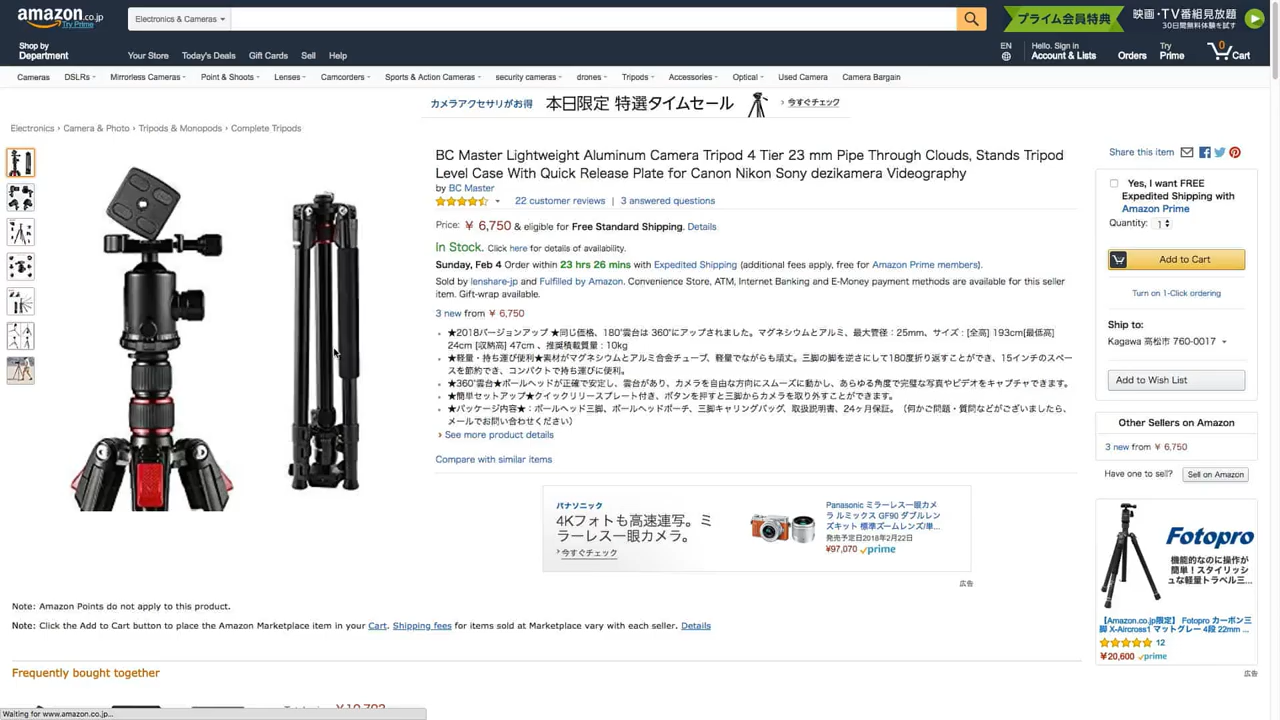 amazon.co.jp
Try Prime
Electronics & Cameras
プライム会員特典
映画・TV番組見放題
30日間無料体験を試す
Shop by
Department
Your Store Today's Deals Gift Cards Sell Help
EN
Hello. Sign in
Account & Lists
Orders
Try
Prime
0
Cart
Cameras DSLRs Mirrorless Cameras Point & Shoots Lenses Camcorders Sports & Action Cameras security cameras drones Tripods Accessories Optical Used Camera Camera Bargain
カメラアクセサリがお得 本日限定 特選タイムセール › 今すぐチェック
Electronics › Camera & Photo › Tripods & Monopods › Complete Tripods
BC Master Lightweight Aluminum Camera Tripod 4 Tier 23 mm Pipe Through Clouds, Stands Tripod
Level Case With Quick Release Plate for Canon Nikon Sony dezikamera Videography
by BC Master
22 customer reviews | 3 answered questions
Price: ¥ 6,750 & eligible for Free Standard Shipping. Details
In Stock. Click here for details of availability.
Sunday, Feb 4 Order within 23 hrs 26 mins with Expedited Shipping (additional fees apply, free for Amazon Prime members).
Sold by lenshare-jp and Fulfilled by Amazon. Convenience Store, ATM, Internet Banking and E-Money payment methods are available for this seller
item. Gift-wrap available.
3 new from ¥ 6,750
★2018バージョンアップ ★同じ価格、180°雲台は 360°にアップされました。マグネシウムとアルミ、最大管径：25mm、サイズ : [全高] 193cm[最低高]
24cm [収納高] 47cm 、推奨積載質量 : 10kg
★軽量・持ち運び便利★素材がマグネシウムとアルミ合金チューブ、軽量でながらも頑丈。三脚の脚を逆さにして180度折り返すことができ、15インチのスペー
スを節約でき、コンパクトで持ち運びに便利。
★360°雲台★ボールヘッドが正確で安定し、雲台があり、カメラを自由な方向にスムーズに動かし、あらゆる角度で完璧な写真やビデオをキャプチャできます。
★簡単セットアップ★クイックリリースプレート付き、ボタンを押すと三脚からカメラを取り外すことができます。
★パッケージ内容★：ボールヘッド三脚、ボールヘッドポーチ、三脚キャリングバッグ、取扱説明書、24ヶ月保証。（何かご問題・質問などがございましたら、
メールでお問い合わせください）
› See more product details
Compare with similar items
パナソニック
4Kフォトも高速連写。ミ
ラーレス一眼カメラ。
› 今すぐチェック
Panasonic ミラーレス一眼カメ
ラ ルミックス GF90 ダブルレン
ズキット 標準ズームレンズ/単...
発売予定日2018年2月22日
¥97,070 prime
広告
Share this item
Yes, I want FREE
Expedited Shipping with
Amazon Prime
Quantity: 1
Add to Cart
Turn on 1-Click ordering
Ship to:
Kagawa 高松市 760-0017
Add to Wish List
Other Sellers on Amazon
3 new from ¥ 6,750
Have one to sell? Sell on Amazon
Fotopro
機能的なのに操作が
簡単！スタイリッシ
ュな軽量トラベル三...
【Amazon.co.jp限定】 Fotopro カーボン三
脚 X-Aircross1 マットグレー 4段 22mm ...
12
¥20,600 prime
広告
Note: Amazon Points do not apply to this product.
Note: Click the Add to Cart button to place the Amazon Marketplace item in your Cart. Shipping fees for items sold at Marketplace vary with each seller. Details
Frequently bought together
Waiting for www.amazon.co.jp...